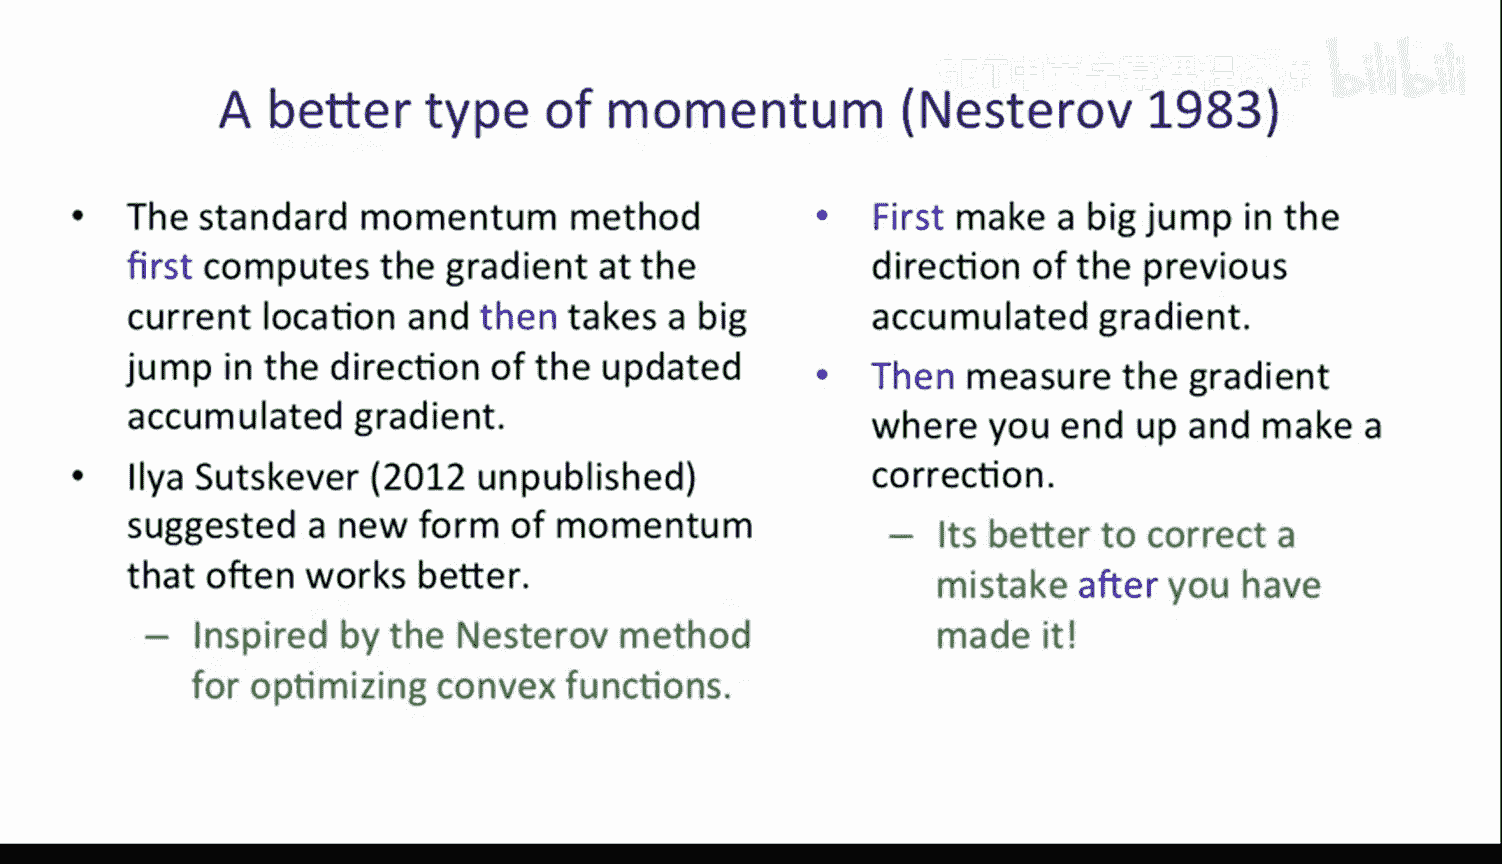 bilibili
A better type of momentum (Nesterov 1983)
• The standard momentum method
first computes the gradient at the
current location and then takes a big
jump in the direction of the updated
accumulated gradient.
• Ilya Sutskever (2012 unpublished)
suggested a new form of momentum
that often works better.
– Inspired by the Nesterov method
for optimizing convex functions.
• First make a big jump in the
direction of the previous
accumulated gradient.
• Then measure the gradient
where you end up and make a
correction.
– Its better to correct a
mistake after you have
made it!